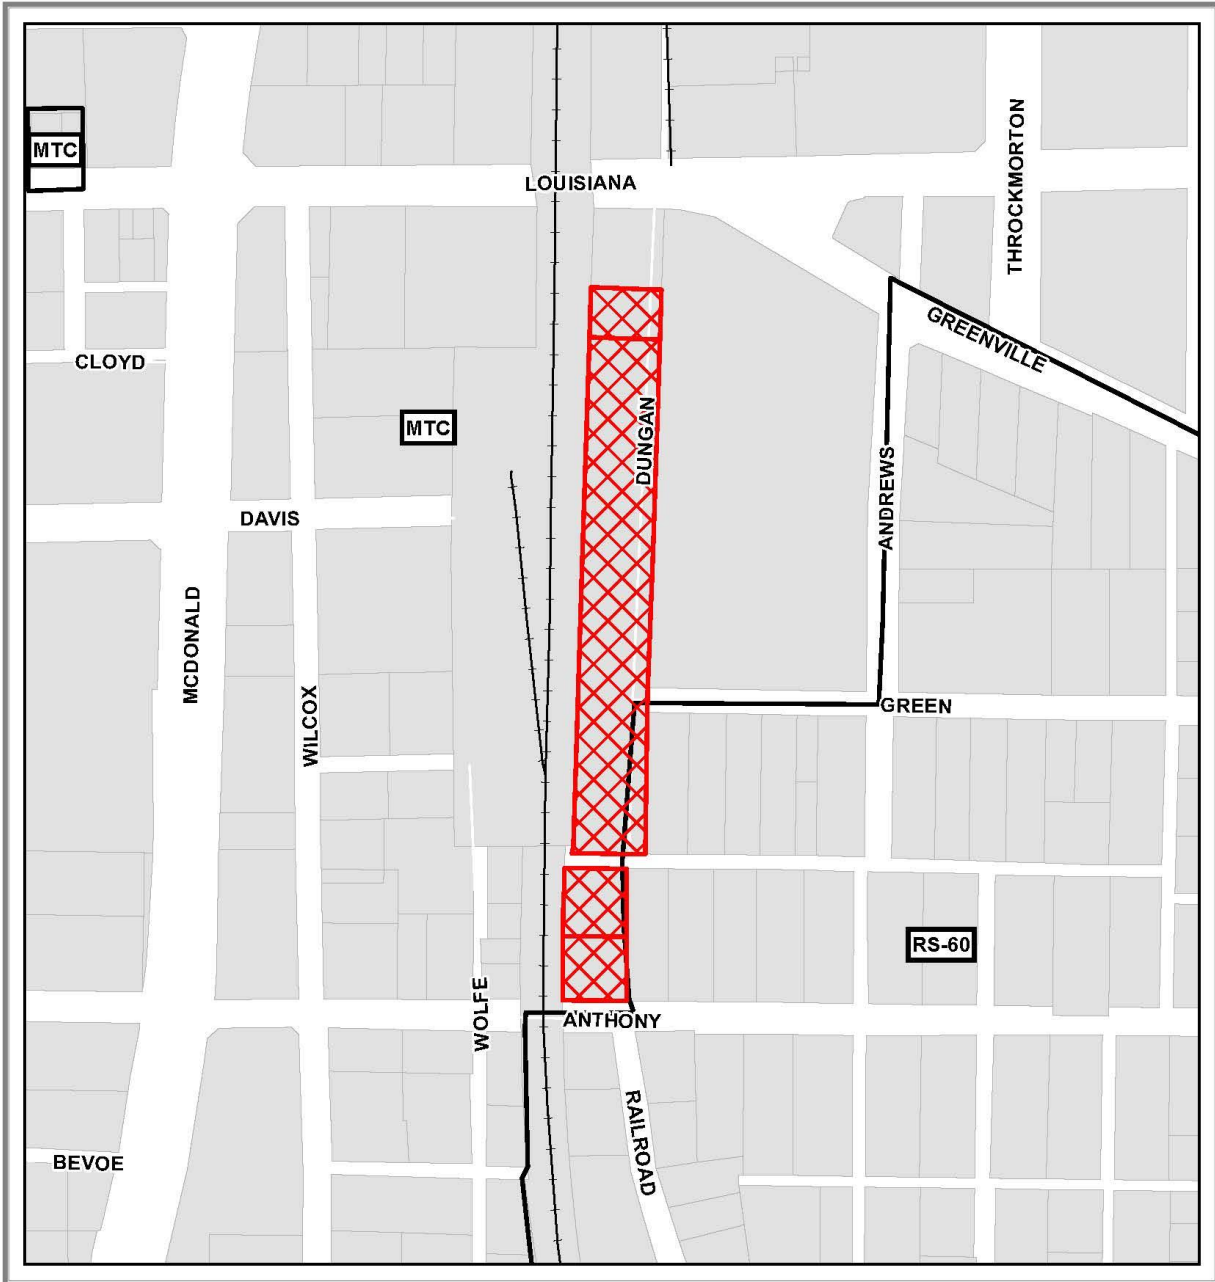 THROCKMORTON
MTC
LOUISIANA
GREENVILLE
CLOYD
DUNGAN
MTC
ANDREWS
DAVIS
MCDONALD
WILCOX
GREEN
RS-60
WOLFE
ANTHONY
RAILROAD
BEVOE